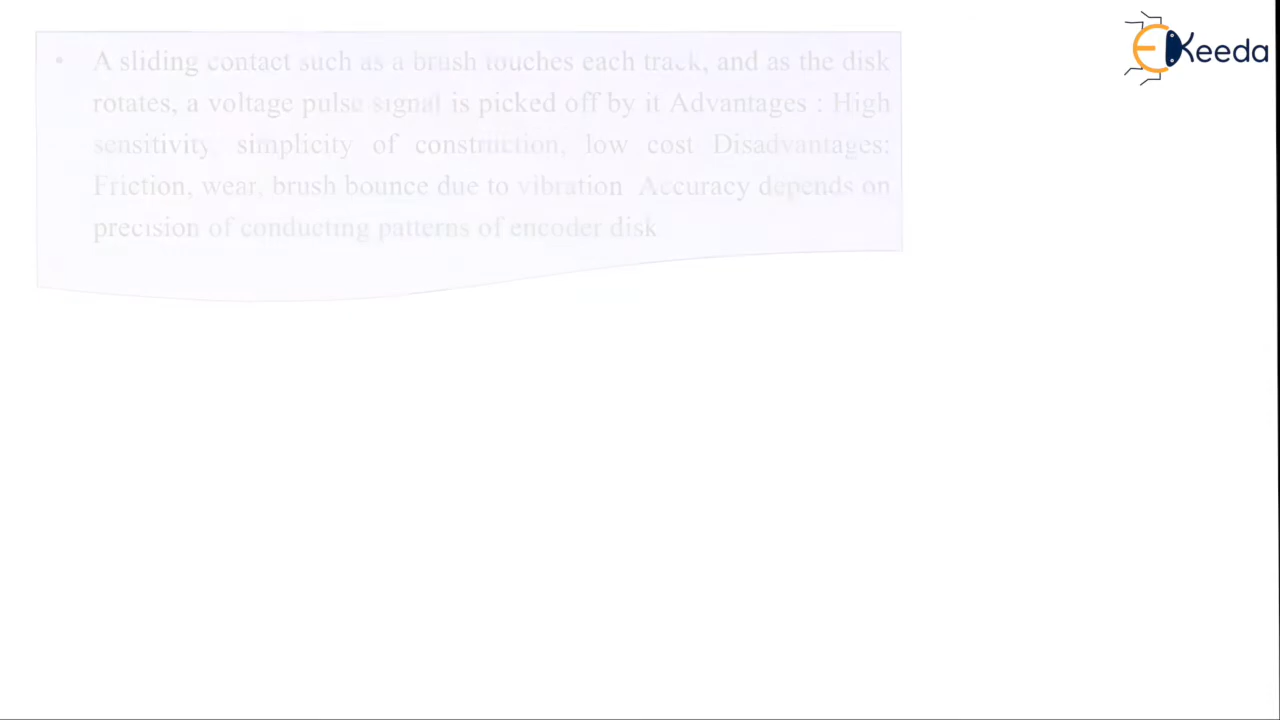 EKeeda
• A sliding contact such as a touches each track, and as the disk
rotates, a voltage pulse signal is picked off by it Advantages : High
sensitivity, simplicity of construction, low cost Disadvantages:
Friction, wear, brush bounce due to vibration Accuracy depends on
precision of conducting patterns of encoder disk